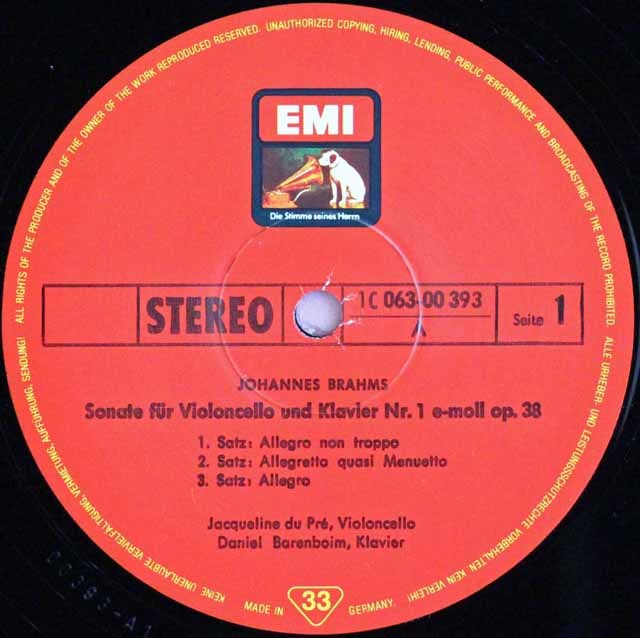 ALL RIGHTS OF THE PRODUCER AND OF THE OWNER OF THE WORK REPRODUCED RESERVED. UNAUTHORIZED COPYING, HIRING, LENDING, PUBLIC PERFORMANCE AND BROADCASTING OF THE RECORD PROHIBITED.
ALLE URHEBER- UND LEISTUNGSSCHUTZRECHTE VORBEHALTEN. KEIN VERLEIH! KEINE UNERLAUBTE VERVIELFÄLTIGUNG, VERMIETUNG, AUFFÜHRUNG, SENDUNG!
EMI
Die Stimme seines Herrn
STEREO
1C 063-00 393
A
Seite 1
JOHANNES BRAHMS
Sonate für Violoncello und Klavier Nr. 1 e-moll op. 38
1. Satz: Allegro non troppo
2. Satz: Allegretto quasi Menuetto
3. Satz: Allegro
Jacqueline du Pré, Violoncello
Daniel Barenboim, Klavier
MADE IN 33 GERMANY.
00393-A1